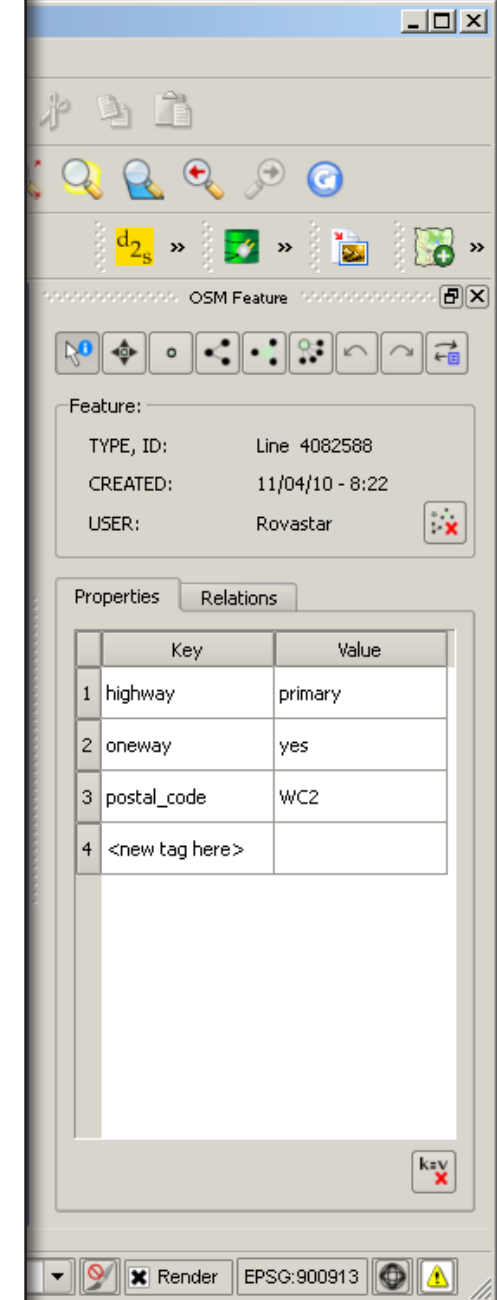 d2s » » »
OSM Feature
Feature:
TYPE, ID: Line 4082588
CREATED: 11/04/10 - 8:22
USER: Rovastar
Properties Relations
Key Value
1 highway primary
2 oneway yes
3 postal_code WC2
4 <new tag here>
k=v
Render EPSG:900913